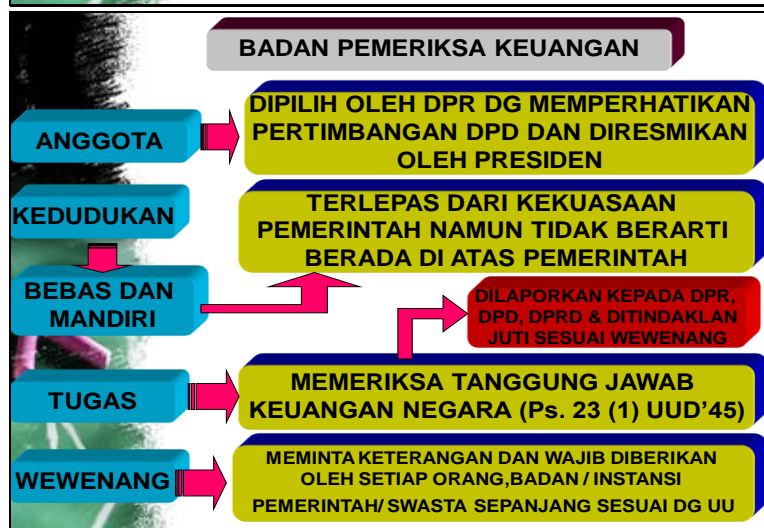 BADAN PEMERIKSA KEUANGAN
ANGGOTA
DIPILIH OLEH DPR DG MEMPERHATIKAN
PERTIMBANGAN DPD DAN DIRESMIKAN
OLEH PRESIDEN
KEDUDUKAN
BEBAS DAN
MANDIRI
TERLEPAS DARI KEKUASAAN
PEMERINTAH NAMUN TIDAK BERARTI
BERADA DI ATAS PEMERINTAH
DILAPORKAN KEPADA DPR,
DPD, DPRD & DITINDAKLAN
JUTI SESUAI WEWENANG
TUGAS
MEMERIKSA TANGGUNG JAWAB
KEUANGAN NEGARA (Ps. 23 (1) UUD'45)
WEWENANG
MEMINTA KETERANGAN DAN WAJIB DIBERIKAN
OLEH SETIAP ORANG,BADAN / INSTANSI
PEMERINTAH/ SWASTA SEPANJANG SESUAI DG UU